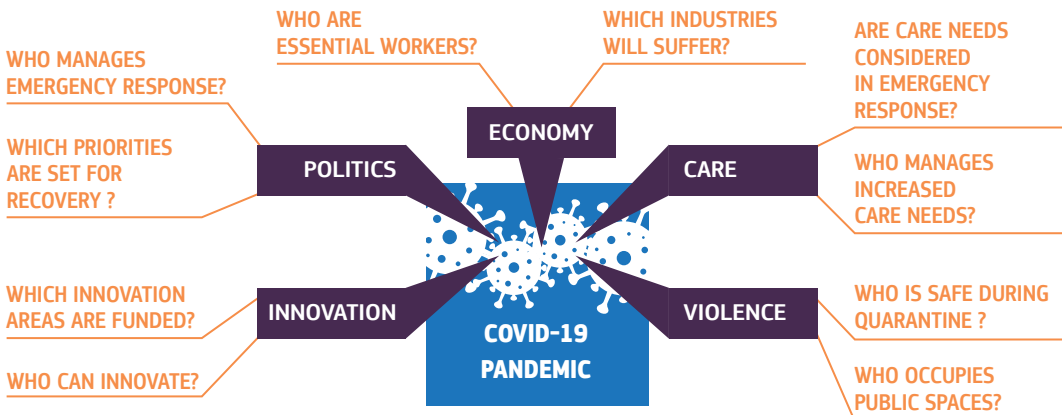 WHO ARE
ESSENTIAL WORKERS?
WHICH INDUSTRIES
WILL SUFFER?
ECONOMY
WHO MANAGES
EMERGENCY RESPONSE?
WHICH PRIORITIES
ARE SET FOR
RECOVERY ?
POLITICS
ARE CARE NEEDS
CONSIDERED
IN EMERGENCY
RESPONSE?
WHO MANAGES
INCREASED
CARE NEEDS?
CARE
WHICH INNOVATION
AREAS ARE FUNDED?
WHO CAN INNOVATE?
INNOVATION
COVID-19
PANDEMIC
VIOLENCE
WHO IS SAFE DURING
QUARANTINE ?
WHO OCCUPIES
PUBLIC SPACES?